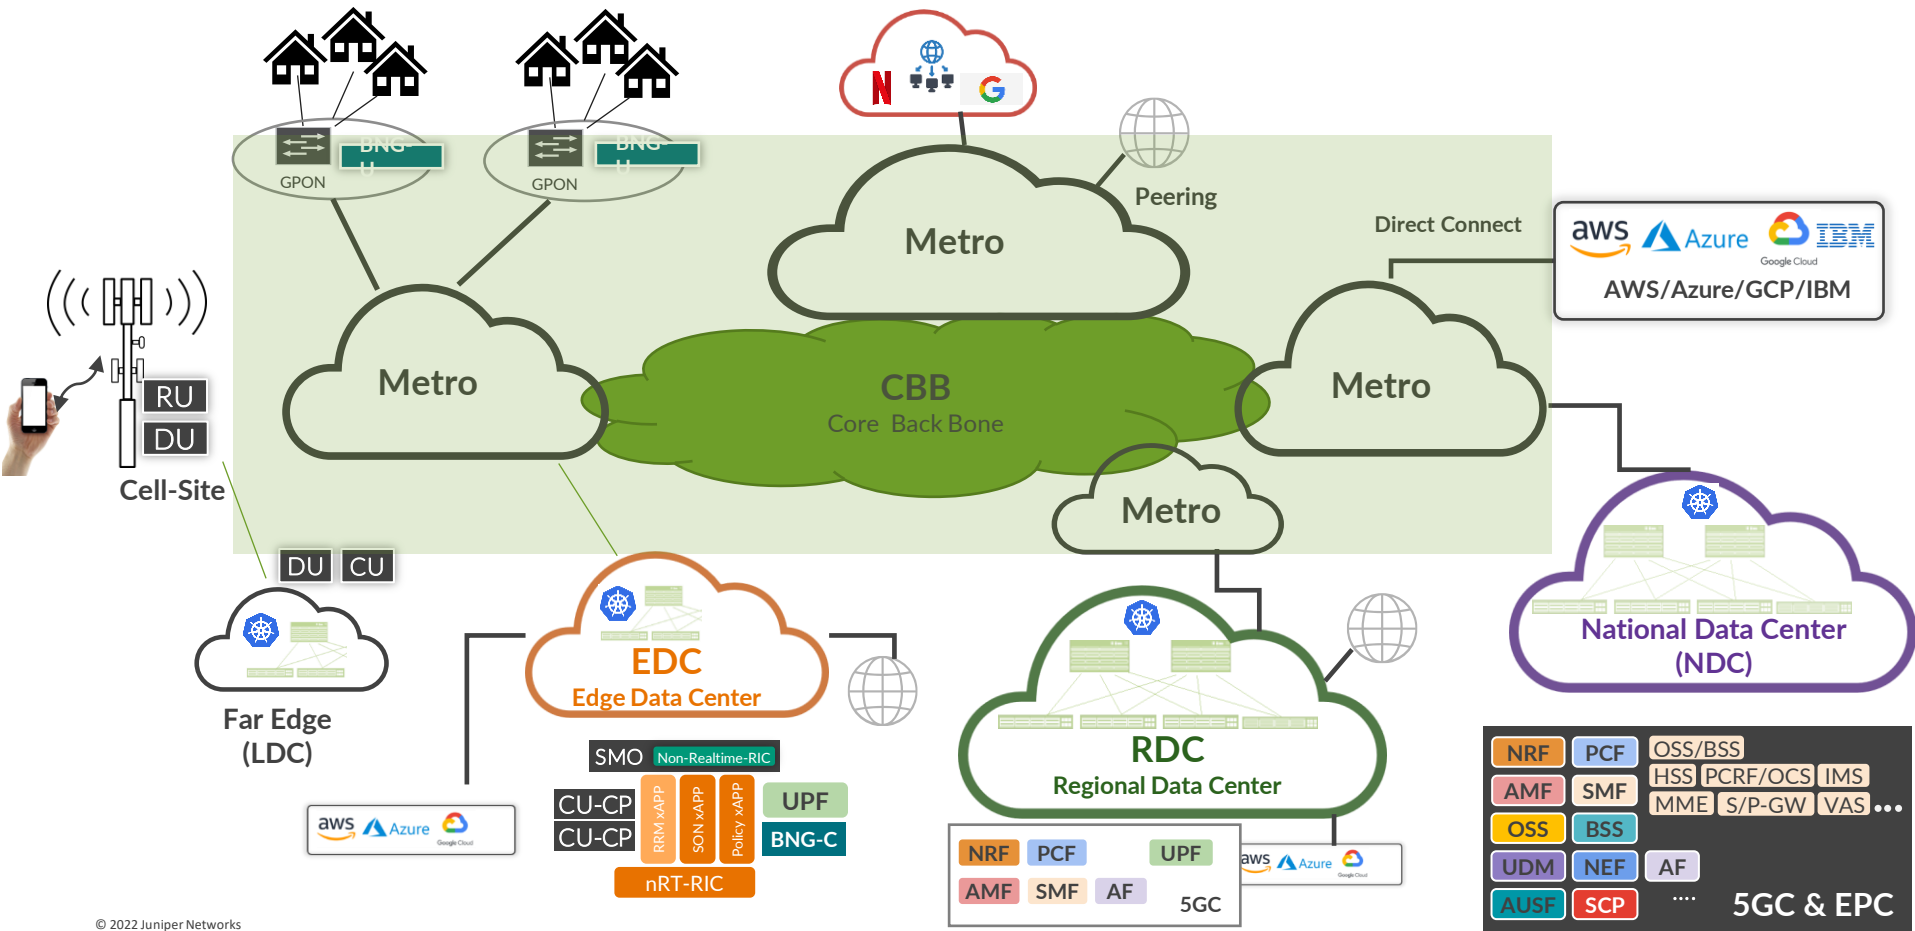 BNG-
U
GPON
BNG-
U
GPON
N
G
Peering
Metro
Direct Connect
aws
Azure
Google Cloud
IBM
AWS/Azure/GCP/IBM
Metro
CBB
Core Back Bone
Metro
Metro
RU
DU
Cell-Site
DU
CU
Far Edge
(LDC)
EDC
Edge Data Center
RDC
Regional Data Center
National Data Center
(NDC)
aws
Azure
Google Cloud
SMO
Non-Realtime-RIC
CU-CP
CU-CP
RRM xAPP
SON xAPP
Policy xAPP
UPF
BNG-C
nRT-RIC
NRF
PCF
UPF
AMF
SMF
AF
5GC
aws
Azure
Google Cloud
NRF
PCF
OSS/BSS
HSS
PCRF/OCS
IMS
AMF
SMF
MME
S/P-GW
VAS
...
OSS
BSS
UDM
NEF
AF
AUSF
SCP
....
5GC & EPC
© 2022 Juniper Networks